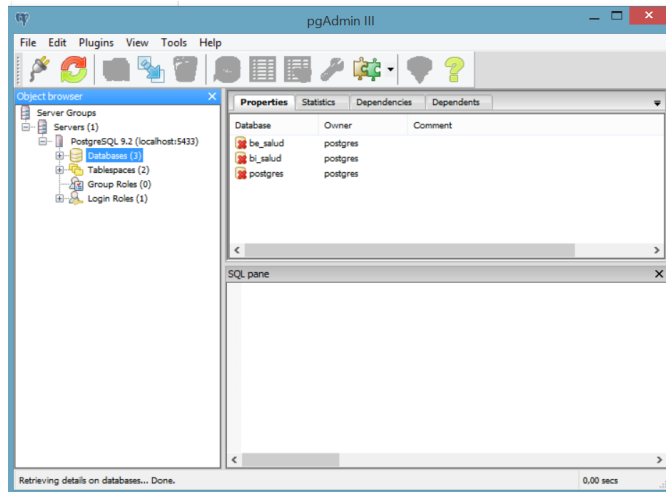 pgAdmin III
File Edit Plugins View Tools Help
Object browser
Server Groups
Servers (1)
PostgreSQL 9.2 (localhost:5433)
Databases (3)
Tablespaces (2)
Group Roles (0)
Login Roles (1)
Properties Statistics Dependencies Dependents
Database Owner Comment
be_salud postgres
bi_salud postgres
postgres postgres
SQL pane
Retrieving details on databases... Done. 0,00 secs